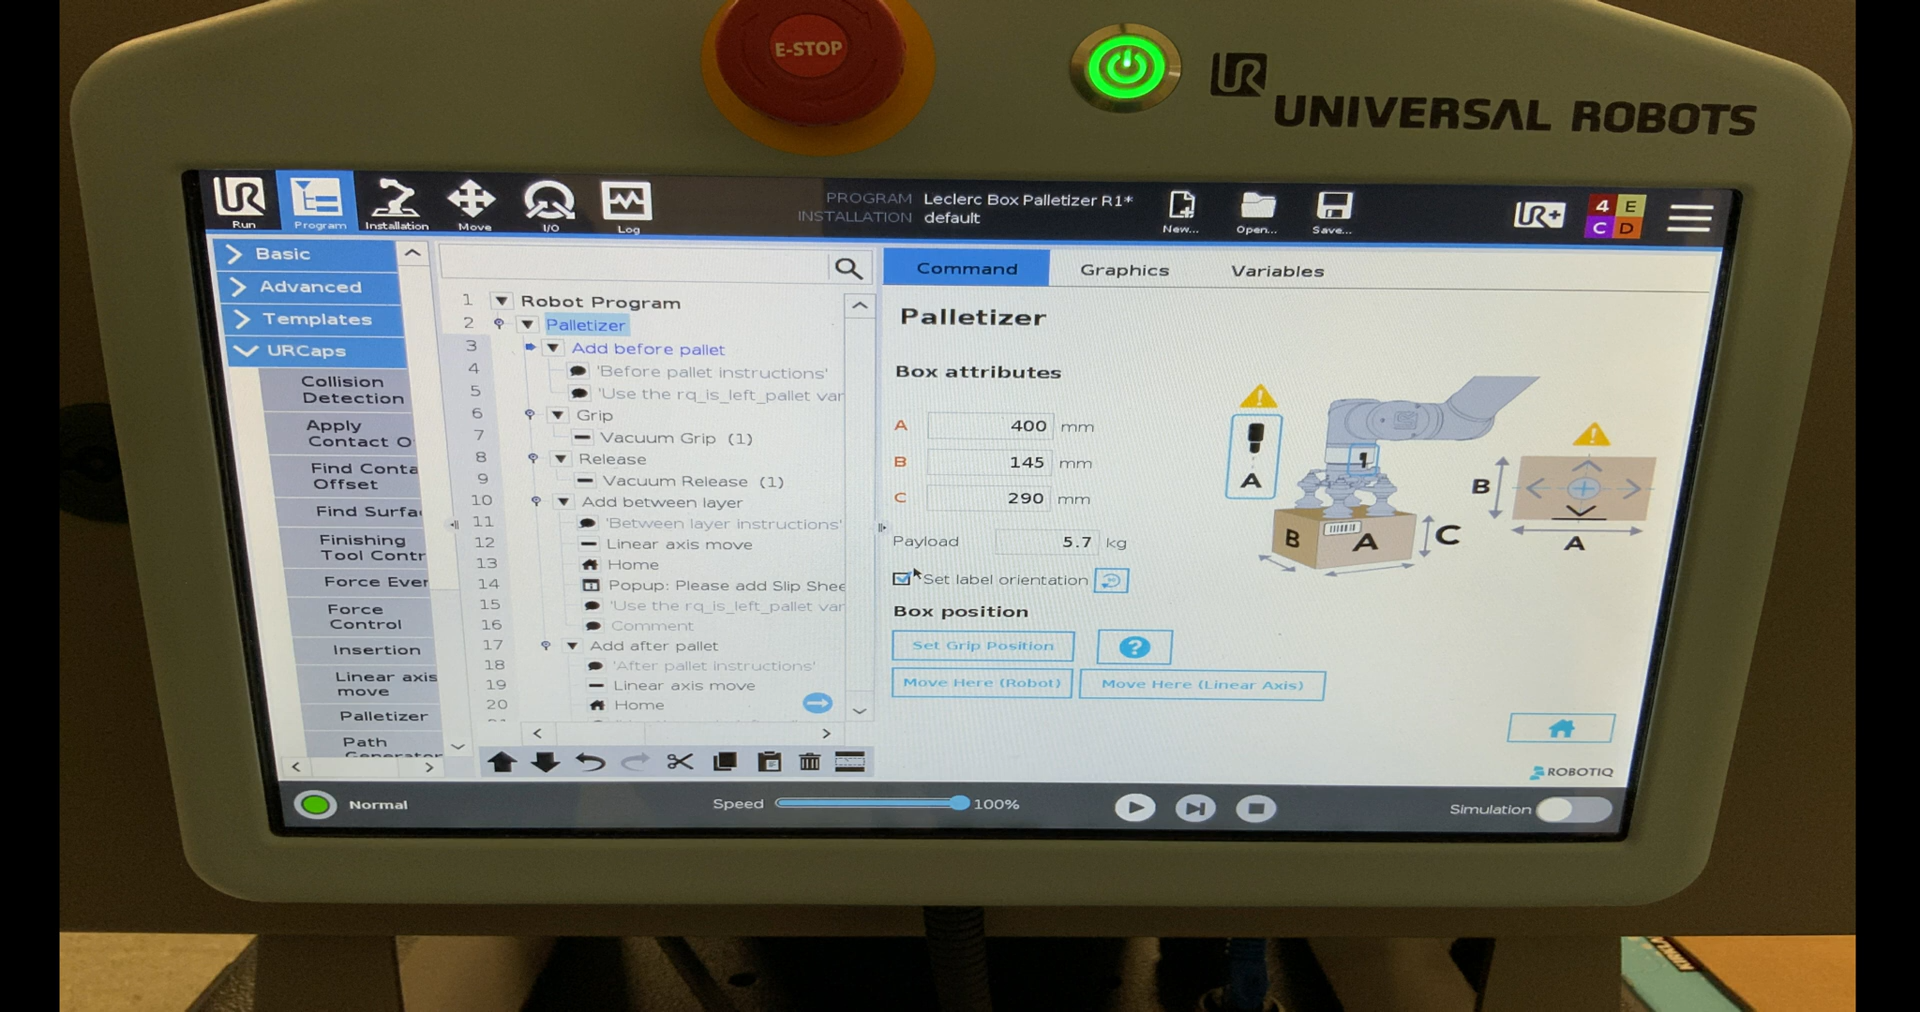 E-STOP
UR
UNIVERSAL ROBOTS
Run
Program
Installation
Move
I/O
Log
PROGRAM Leclerc Box Palletizer R1*
INSTALLATION default
New...
Open...
Save...
UR+
4 E
C D
Basic
Advanced
Templates
URCaps
Collision
Detection
Apply
Contact O
Find Conta
Offset
Find Surfa
Finishing
Tool Contr
Force Ever
Force
Control
Insertion
Linear axis
move
Palletizer
Path
Generator
1 Robot Program
2 Palletizer
3 Add before pallet
4 'Before pallet instructions'
5 'Use the rq_is_left_pallet var
6 Grip
7 Vacuum Grip (1)
8 Release
9 Vacuum Release (1)
10 Add between layer
11 'Between layer instructions'
12 Linear axis move
13 Home
14 Popup: Please add Slip Shee
15 'Use the rq_is_left_pallet var
16 Comment
17 Add after pallet
18 'After pallet instructions'
19 Linear axis move
20 Home
Command
Graphics
Variables
Palletizer
Box attributes
A 400 mm
B 145 mm
C 290 mm
Payload 5.7 kg
Set label orientation
Box position
Set Grip Position
?
Move Here (Robot)
Move Here (Linear Axis)
A
1
B
A
C
B
A
ROBOTIQ
Normal
Speed 100%
Simulation